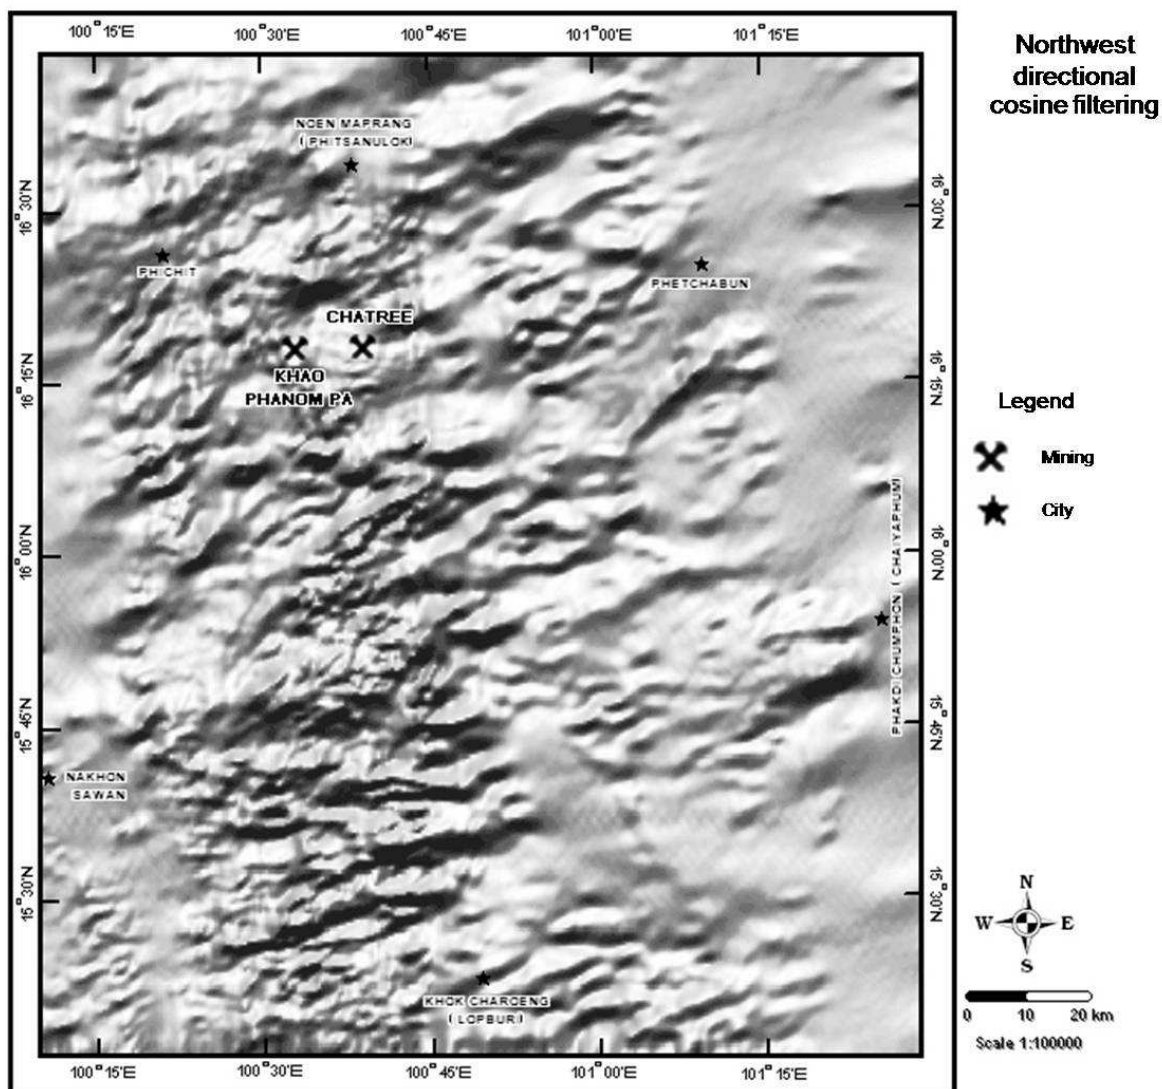 100°15'E 100°30'E 100°45'E 101°00'E 101°15'E
Northwest
directional
cosine filtering
NOEN MAPRANG
(PHITSANULOK)
16°30'N
16°30'N
PHICHIT
PHETCHABUN
CHATREE
KHAO
PHANOM PA
16°15'N
16°15'N
Legend
Mining
City
16°00'N
16°00'N
PHAKDI CHUMPHON ( CHAIYAPHUM)
15°45'N
15°45'N
NAKHON
SAWAN
15°30'N
15°30'N
N
W E
S
KHOK CHAROENG
(LOPBURI)
0 10 20 km
Scale 1:100000
100°15'E 100°30'E 100°45'E 101°00'E 101°15'E